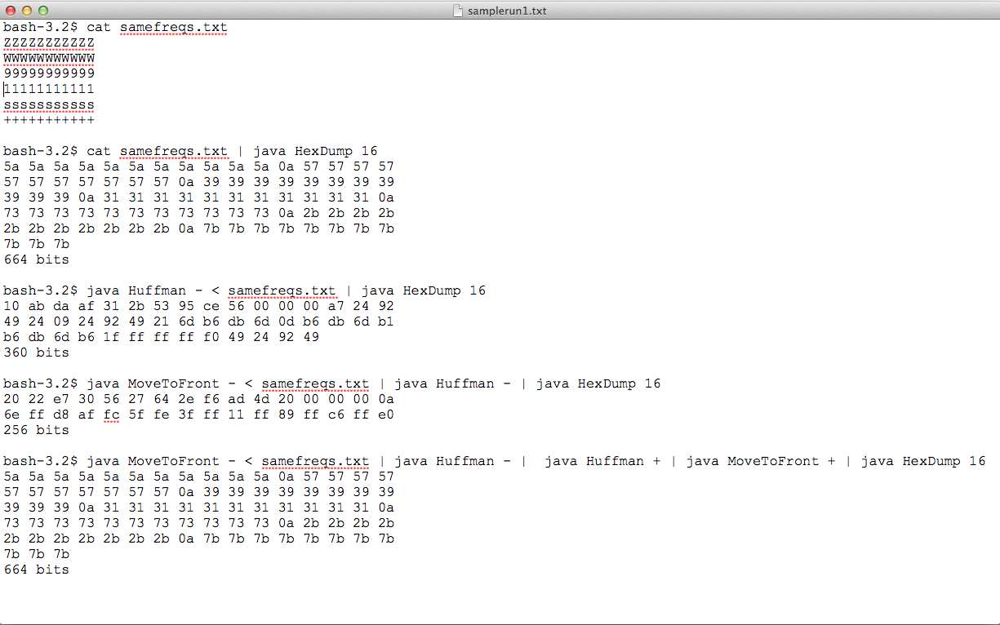 samplerun1.txt
bash-3.2$ cat samefreqs.txt
ZZZZZZZZZZZ
WWWWWWWWWWW
99999999999
11111111111
sssssssssss
+++++++++++
bash-3.2$ cat samefreqs.txt | java HexDump 16
5a 5a 5a 5a 5a 5a 5a 5a 5a 5a 5a 0a 57 57 57 57
57 57 57 57 57 57 57 0a 39 39 39 39 39 39 39 39
39 39 39 0a 31 31 31 31 31 31 31 31 31 31 31 0a
73 73 73 73 73 73 73 73 73 73 73 0a 2b 2b 2b 2b
2b 2b 2b 2b 2b 2b 2b 0a 7b 7b 7b 7b 7b 7b 7b 7b
7b 7b 7b
664 bits
bash-3.2$ java Huffman - < samefreqs.txt | java HexDump 16
10 ab da af 31 2b 53 95 ce 56 00 00 00 a7 24 92
49 24 09 24 92 49 21 6d b6 db 6d 0d b6 db 6d b1
b6 db 6d b6 1f ff ff ff f0 49 24 92 49
360 bits
bash-3.2$ java MoveToFront - < samefreqs.txt | java Huffman - | java HexDump 16
20 22 e7 30 56 27 64 2e f6 ad 4d 20 00 00 00 0a
6e ff d8 af fc 5f fe 3f ff 11 ff 89 ff c6 ff e0
256 bits
bash-3.2$ java MoveToFront - < samefreqs.txt | java Huffman - |  java Huffman + | java MoveToFront + | java HexDump 16
5a 5a 5a 5a 5a 5a 5a 5a 5a 5a 5a 0a 57 57 57 57
57 57 57 57 57 57 57 0a 39 39 39 39 39 39 39 39
39 39 39 0a 31 31 31 31 31 31 31 31 31 31 31 0a
73 73 73 73 73 73 73 73 73 73 73 0a 2b 2b 2b 2b
2b 2b 2b 2b 2b 2b 2b 0a 7b 7b 7b 7b 7b 7b 7b 7b
7b 7b 7b
664 bits